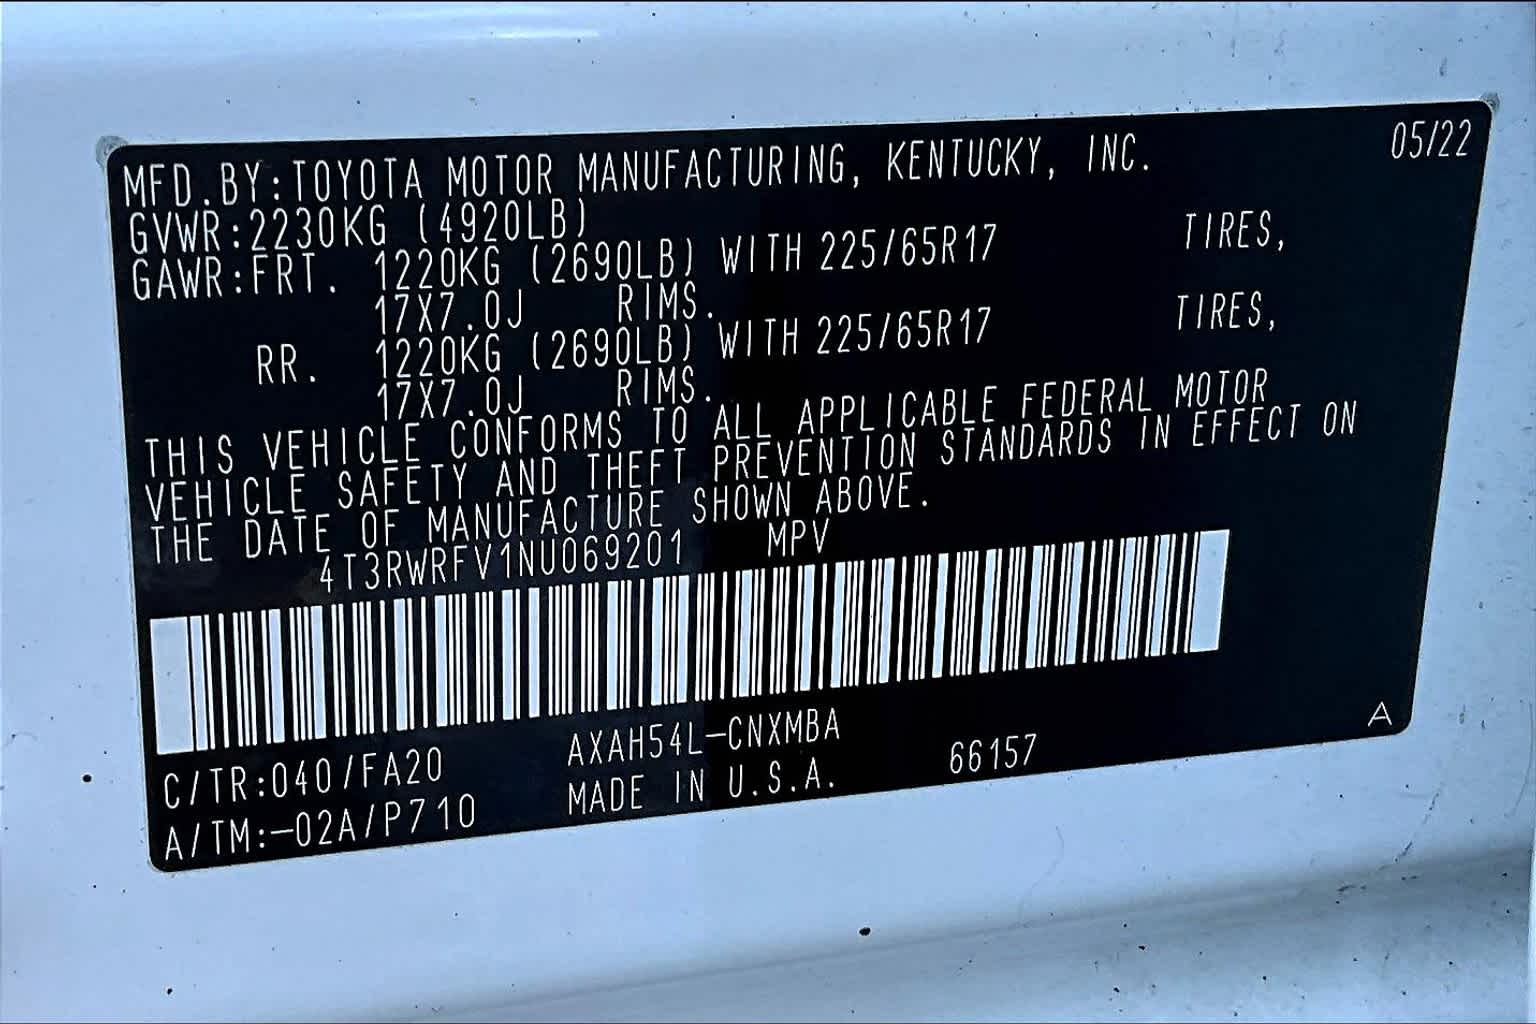 MFD.BY:TOYOTA MOTOR MANUFACTURING, KENTUCKY, INC. 05/22
GVWR:2230KG (4920LB)
GAWR:FRT. 1220KG (2690LB) WITH 225/65R17 TIRES,
17X7.0J RIMS.
RR. 1220KG (2690LB) WITH 225/65R17 TIRES,
17X7.0J RIMS.
THIS VEHICLE CONFORMS TO ALL APPLICABLE FEDERAL MOTOR
VEHICLE SAFETY AND THEFT PREVENTION STANDARDS IN EFFECT ON
THE DATE OF MANUFACTURE SHOWN ABOVE.
4T3RWRFV1NU069201 MPV
C/TR:040/FA20 AXAH54L-CNXMBA A
A/TM:-02A/P710 MADE IN U.S.A. 66157